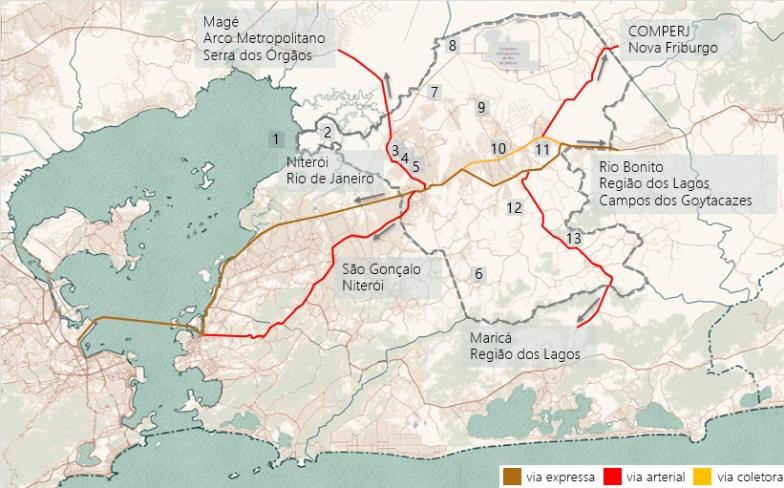 Magé
Arco Metropolitano
Serra dos Órgãos
COMPERJ
Nova Friburgo
8
7
9
1
2
3
4
5
10
11
Niterói
Rio de Janeiro
Rio Bonito
Região dos Lagos
Campos dos Goytacazes
12
13
São Gonçalo
Niterói
6
Maricá
Região dos Lagos
via expressa
via arterial
via coletora